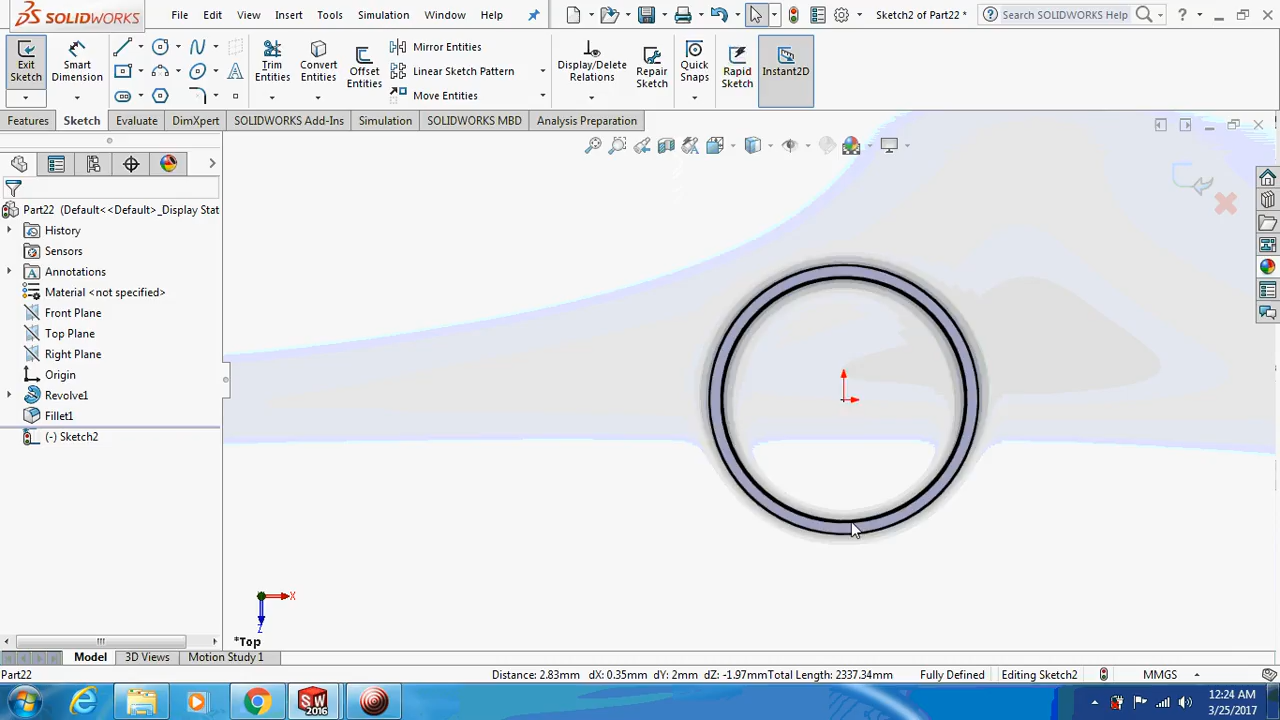 SOLIDWORKS File Edit View Insert Tools Simulation Window Help Sketch2 of Part22 * Search SOLIDWORKS Help
Exit Sketch Smart Dimension Trim Entities Convert Entities Offset Entities Mirror Entities Linear Sketch Pattern Move Entities Display/Delete Relations Repair Sketch Quick Snaps Rapid Sketch Instant2D
Features Sketch Evaluate DimXpert SOLIDWORKS Add-Ins Simulation SOLIDWORKS MBD Analysis Preparation
Part22 (Default<<Default>_Display Stat
History
Sensors
Annotations
Material <not specified>
Front Plane
Top Plane
Right Plane
Origin
Revolve1
Fillet1
(-) Sketch2
X
Z
*Top
Model 3D Views Motion Study 1
Part22 Distance: 2.83mm dX: 0.35mm dY: 2mm dZ: -1.97mmTotal Length: 2337.34mm Fully Defined Editing Sketch2 MMGS
SW 2016
12:24 AM
3/25/2017